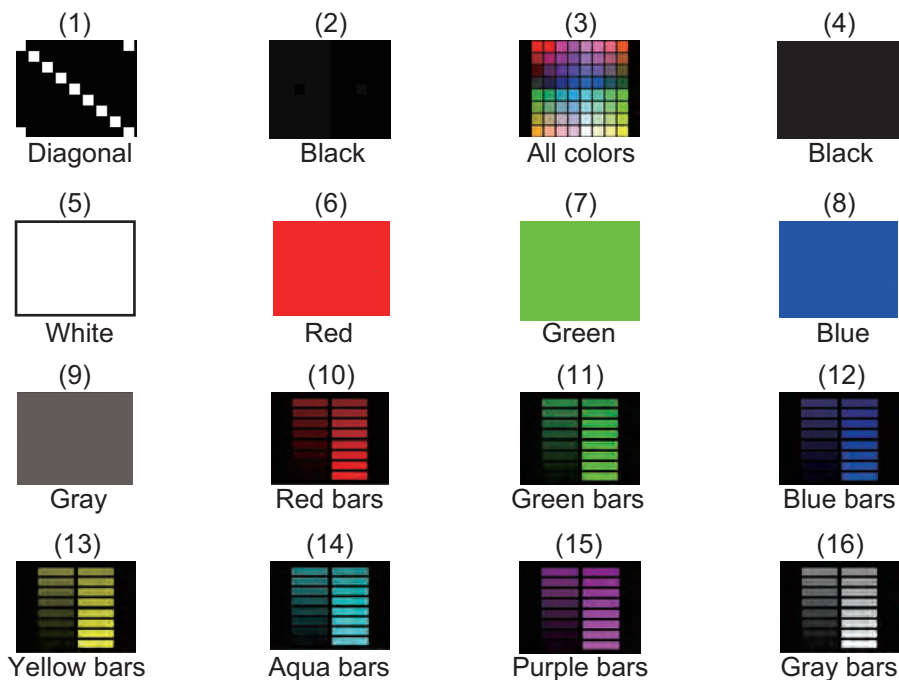 (1) (2) (3) (4)
Diagonal Black All colors Black
(5) (6) (7) (8)
White Red Green Blue
(9) (10) (11) (12)
Gray Red bars Green bars Blue bars
(13) (14) (15) (16)
Yellow bars Aqua bars Purple bars Gray bars